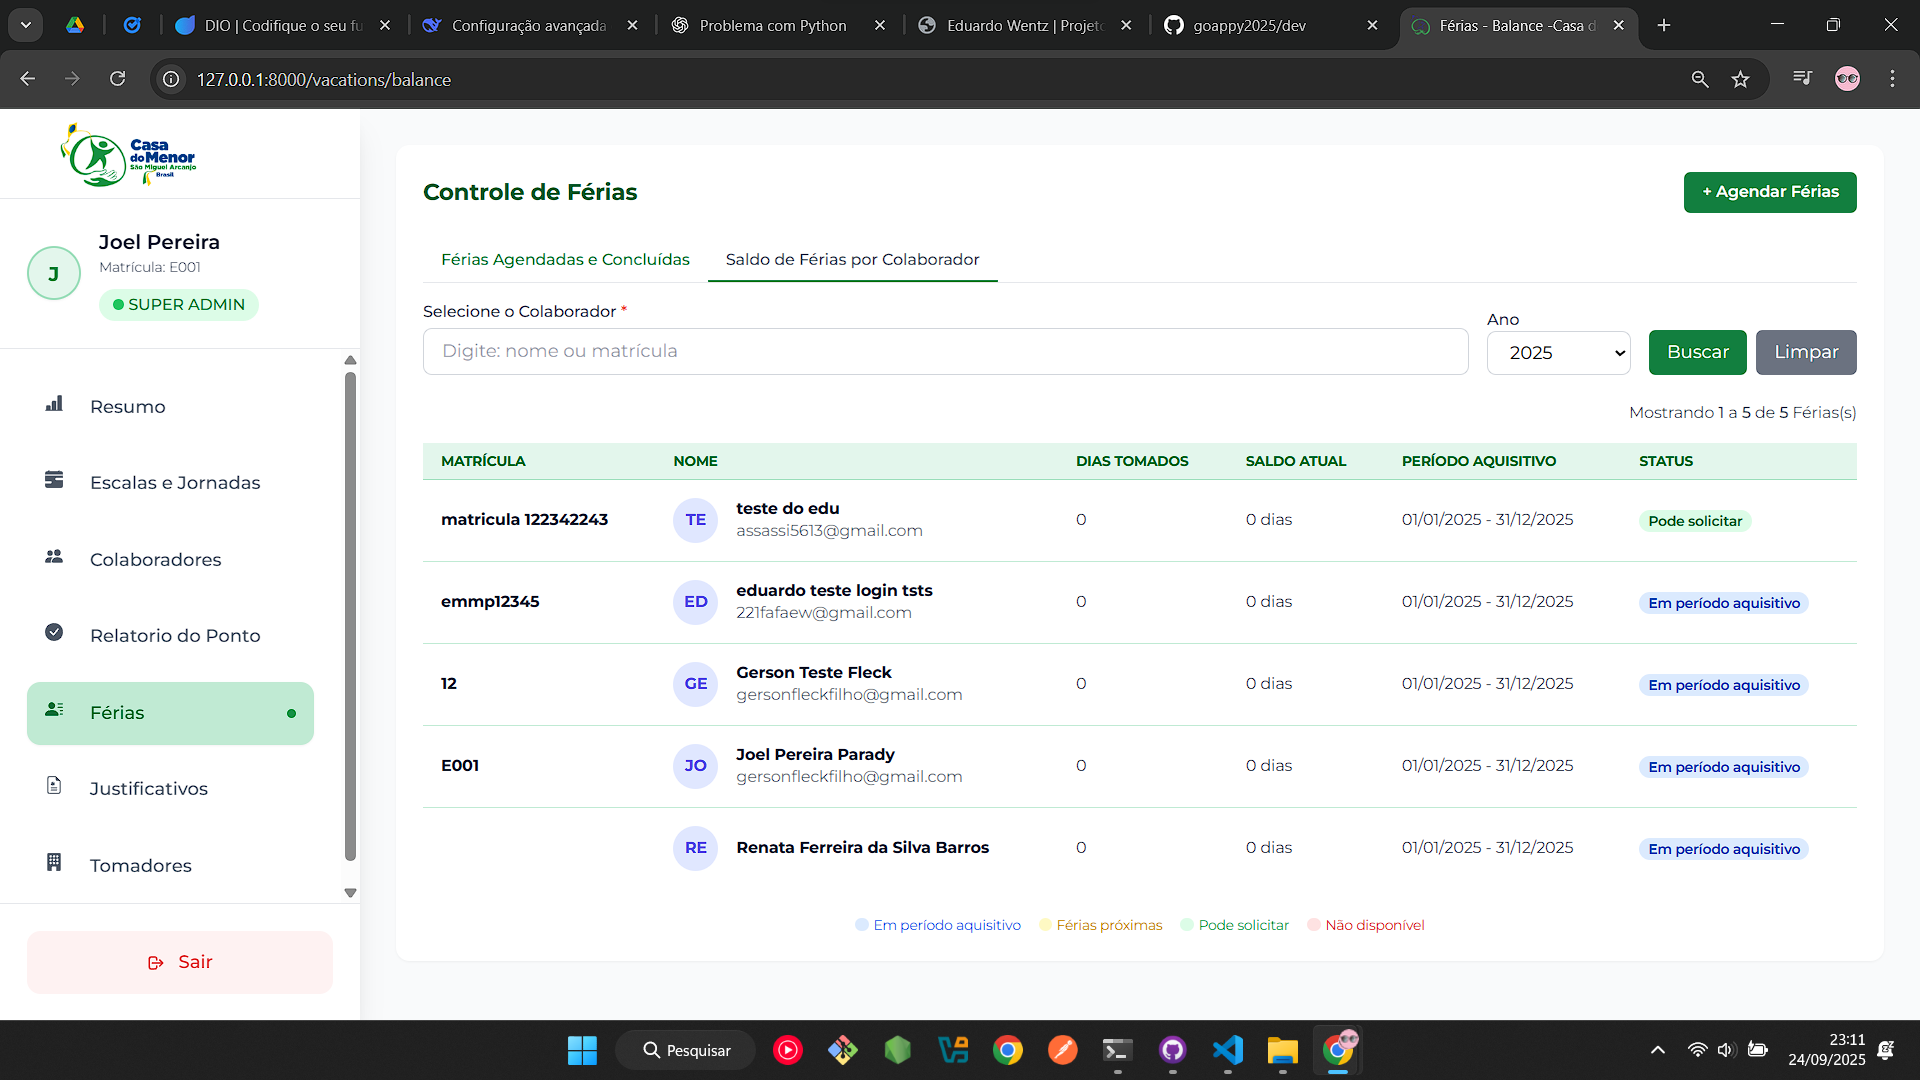 DIO | Codifique o seu fu
Configuração avançada
Problema com Python
Eduardo Wentz | Projeto
goappy2025/dev
Férias - Balance -Casa d
127.0.0.1:8000/vacations/balance
Casa
do Menor
São Miguel Arcanjo
Brasil
Joel Pereira
Matrícula: E001
J
SUPER ADMIN
Resumo
Escalas e Jornadas
Colaboradores
Relatorio do Ponto
Férias
Justificativos
Tomadores
Sair
Controle de Férias
+ Agendar Férias
Férias Agendadas e Concluídas
Saldo de Férias por Colaborador
Selecione o Colaborador *
Digite: nome ou matrícula
Ano
2025
Buscar
Limpar
Mostrando 1 a 5 de 5 Férias(s)
MATRÍCULA NOME DIAS TOMADOS SALDO ATUAL PERÍODO AQUISITIVO STATUS
matricula 122342243 TE teste do edu 0 0 dias 01/01/2025 - 31/12/2025 Pode solicitar
assassi5613@gmail.com
emmp12345 ED eduardo teste login tsts 0 0 dias 01/01/2025 - 31/12/2025 Em período aquisitivo
221fafaew@gmail.com
12 GE Gerson Teste Fleck 0 0 dias 01/01/2025 - 31/12/2025 Em período aquisitivo
gersonfleckfilho@gmail.com
E001 JO Joel Pereira Parady 0 0 dias 01/01/2025 - 31/12/2025 Em período aquisitivo
gersonfleckfilho@gmail.com
RE Renata Ferreira da Silva Barros 0 0 dias 01/01/2025 - 31/12/2025 Em período aquisitivo
Em período aquisitivo Férias próximas Pode solicitar Não disponível
Pesquisar
23:11
24/09/2025